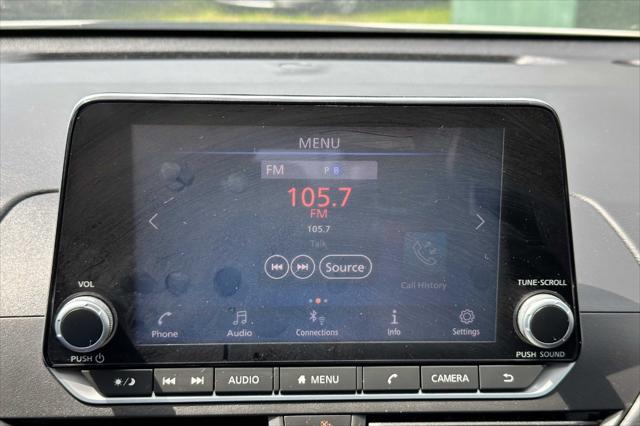 MENU
FM P B
105.7
FM
105.7
Talk
Source
Call History
Phone Audio Connections Info Settings
VOL
PUSH
TUNE·SCROLL
PUSH SOUND
AUDIO MENU CAMERA